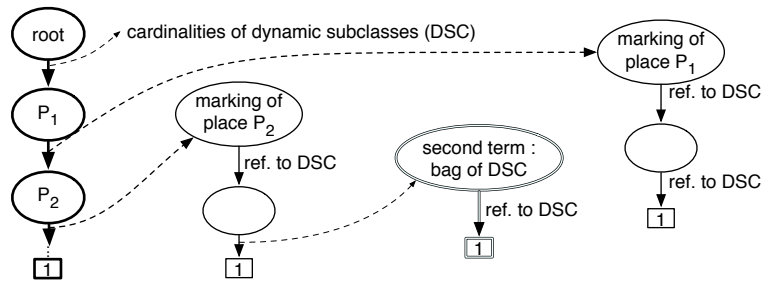 root
cardinalities of dynamic subclasses (DSC)
marking of
place P1
ref. to DSC
P1
marking of
place P2
second term :
bag of DSC
ref. to DSC
ref. to DSC
P2
ref. to DSC
1
1
1
1